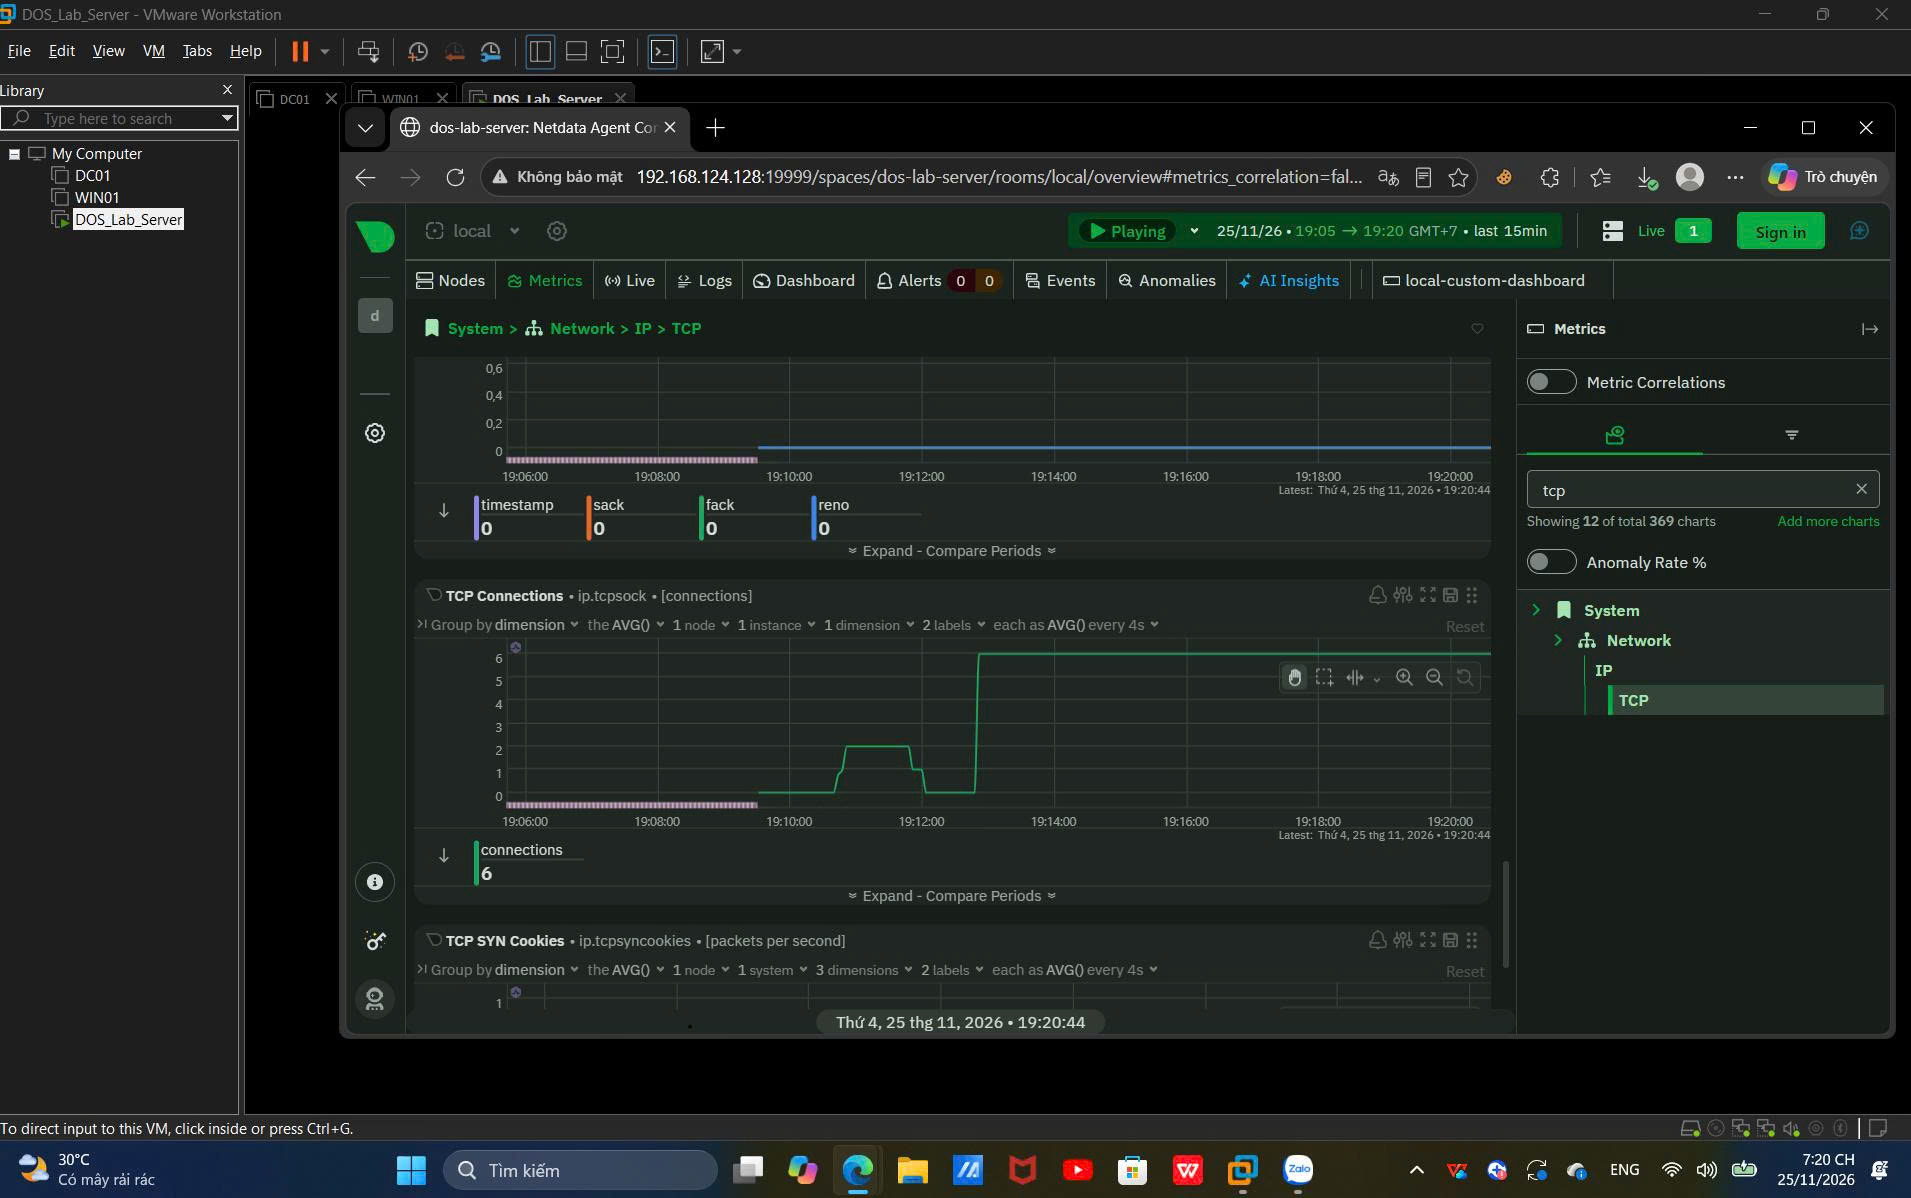 DOS_Lab_Server - VMware Workstation
File Edit View VM Tabs Help
Library
Type here to search
My Computer
DC01
WIN01
DOS_Lab_Server
DC01 WIN01 DOS_Lab_Server
dos-lab-server: Netdata Agent Cor
Không bảo mật 192.168.124.128:19999/spaces/dos-lab-server/rooms/local/overview#metrics_correlation=fal... Trò chuyện
local Playing 25/11/26 • 19:05 → 19:20 GMT+7 • last 15min Live 1 Sign in
Nodes Metrics Live Logs Dashboard Alerts 0 0 Events Anomalies AI Insights local-custom-dashboard
d
System > Network > IP > TCP
0,6
0,4
0,2
0
19:06:00 19:08:00 19:10:00 19:12:00 19:14:00 19:16:00 19:18:00 19:20:00
Latest: Thứ 4, 25 thg 11, 2026 • 19:20:44
timestamp sack fack reno
0 0 0 0
Expand - Compare Periods
TCP Connections • ip.tcpsock • [connections]
Group by dimension the AVG() 1 node 1 instance 1 dimension 2 labels each as AVG() every 4s Reset
6
5
4
3
2
1
0
19:06:00 19:08:00 19:10:00 19:12:00 19:14:00 19:16:00 19:18:00 19:20:00
Latest: Thứ 4, 25 thg 11, 2026 • 19:20:44
connections
6
Expand - Compare Periods
TCP SYN Cookies • ip.tcpsyncookies • [packets per second]
Group by dimension the AVG() 1 node 1 system 3 dimensions 2 labels each as AVG() every 4s Reset
1
Thứ 4, 25 thg 11, 2026 • 19:20:44
Metrics
Metric Correlations
tcp
Showing 12 of total 369 charts Add more charts
Anomaly Rate %
System
Network
IP
TCP
To direct input to this VM, click inside or press Ctrl+G.
30°C
Có mây rải rác
Tìm kiếm
Zalo
ENG
7:20 CH
25/11/2026